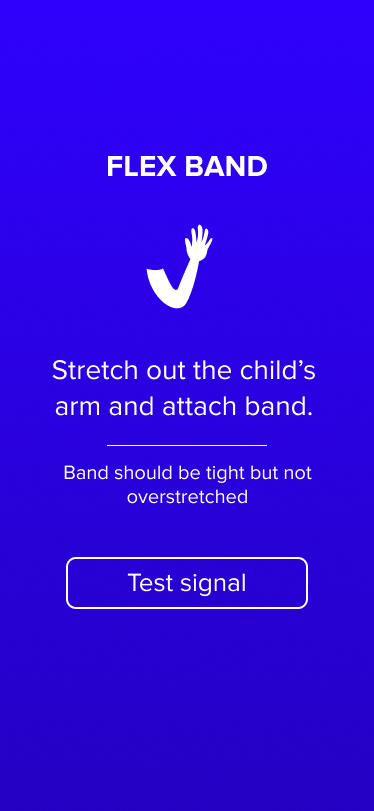 FLEX BAND
Stretch out the child’s
arm and attach band.
Band should be tight but not
overstretched
Test signal